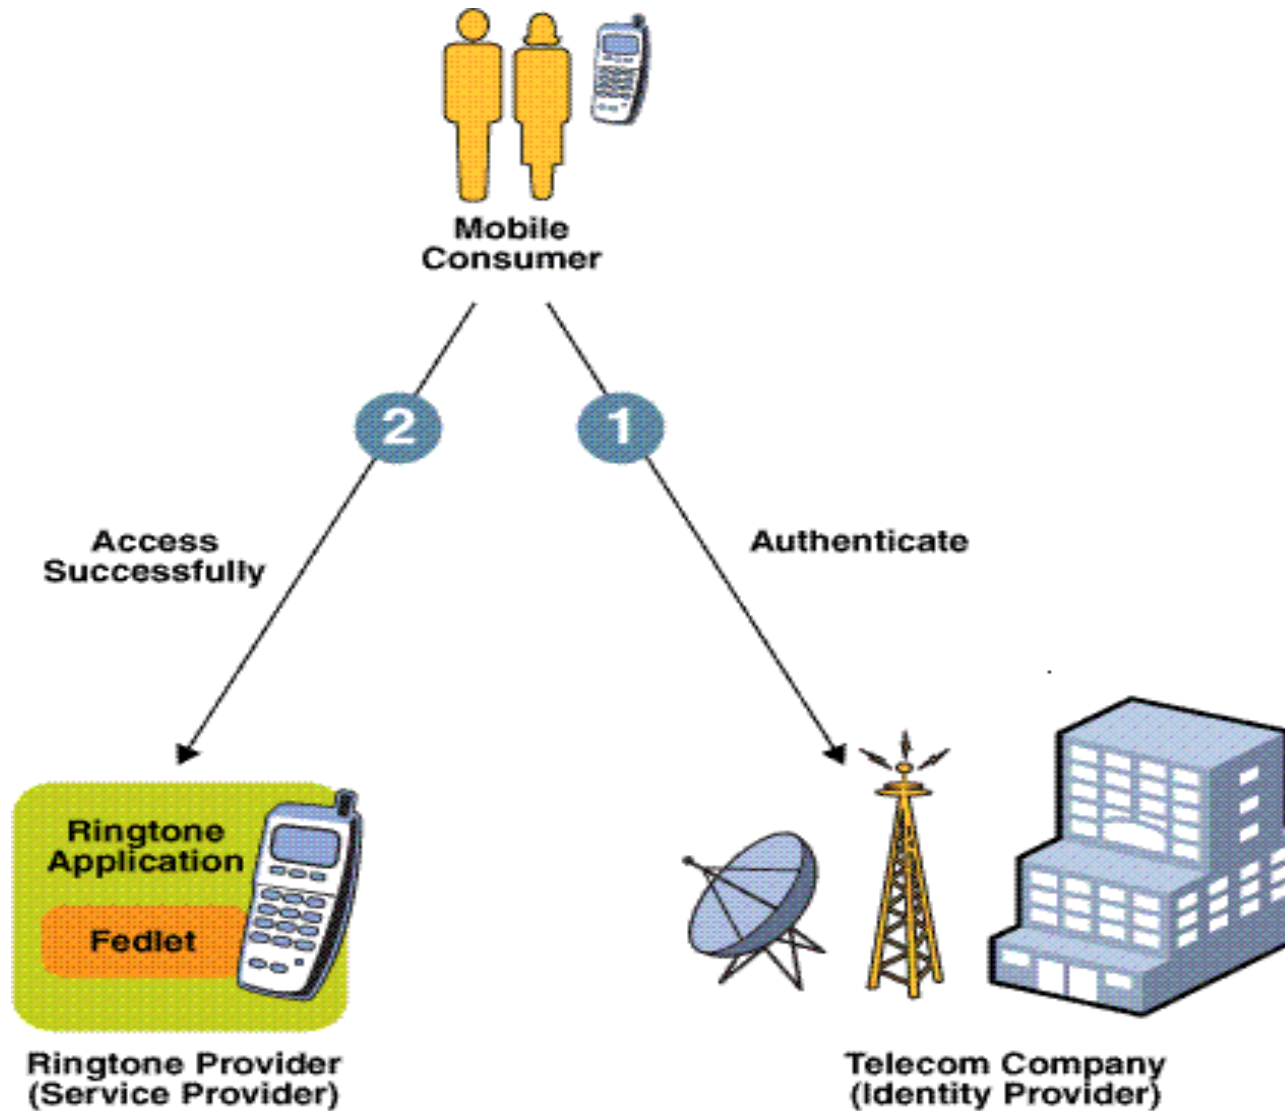 Mobile
Consumer
2
1
Access
Successfully
Authenticate
Ringtone
Application
Fedlet
Ringtone Provider
(Service Provider)
Telecom Company
(Identity Provider)